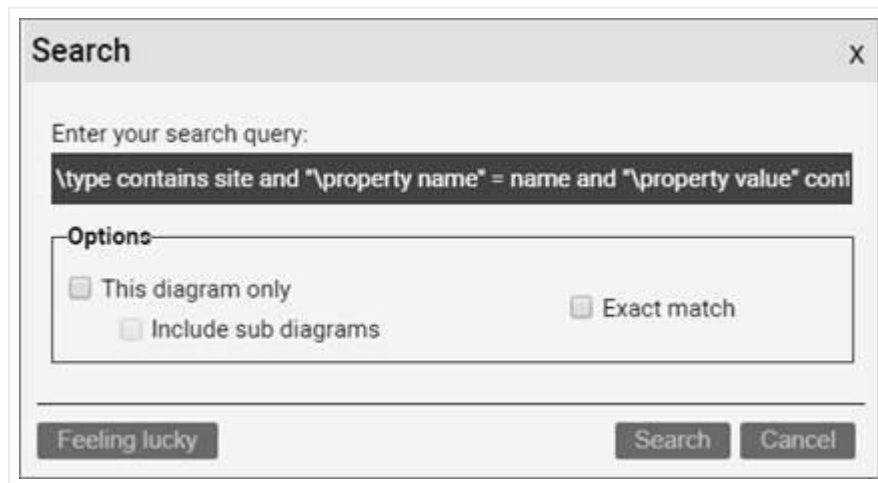 Search x
Enter your search query:
\type contains site and "\property name" = name and "\property value" cont
Options
This diagram only
Exact match
Include sub diagrams
Feeling lucky Search Cancel